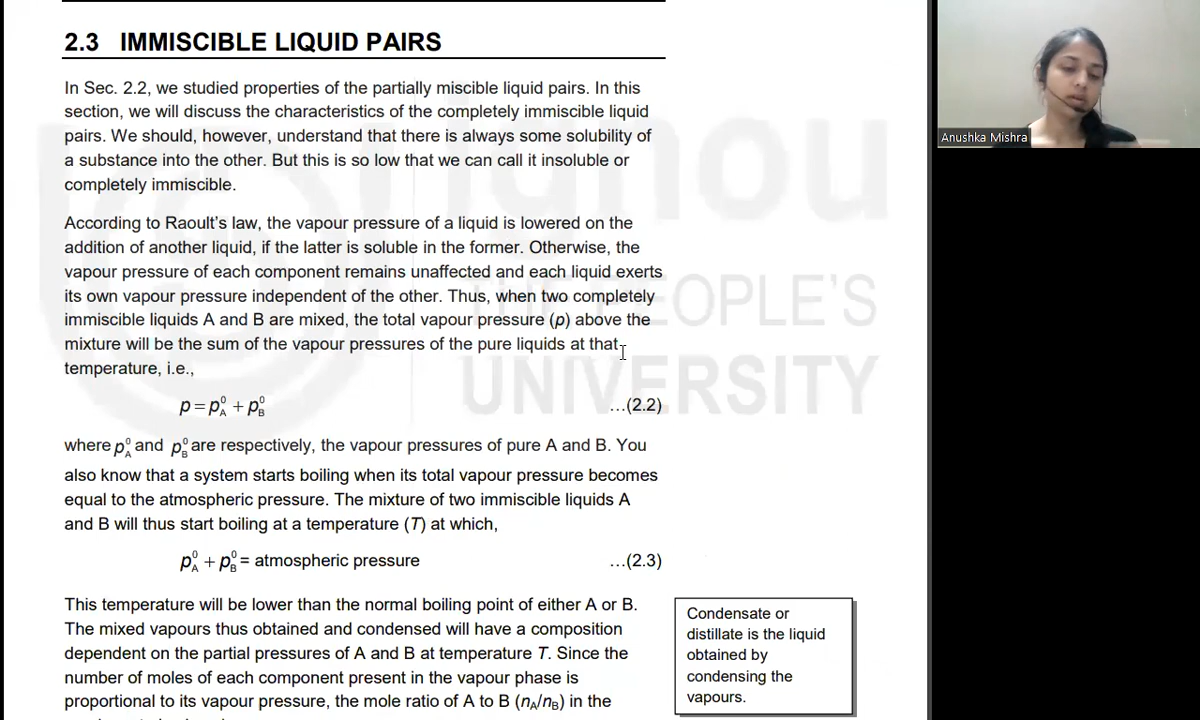 2.3 IMMISCIBLE LIQUID PAIRS
In Sec. 2.2, we studied properties of the partially miscible liquid pairs. In this
section, we will discuss the characteristics of the completely immiscible liquid
pairs. We should, however, understand that there is always some solubility of
a substance into the other. But this is so low that we can call it insoluble or
completely immiscible.
According to Raoult's law, the vapour pressure of a liquid is lowered on the
addition of another liquid, if the latter is soluble in the former. Otherwise, the
vapour pressure of each component remains unaffected and each liquid exerts
its own vapour pressure independent of the other. Thus, when two completely
immiscible liquids A and B are mixed, the total vapour pressure (p) above the
mixture will be the sum of the vapour pressures of the pure liquids at that
temperature, i.e.,
p = p⁰_A + p⁰_B …(2.2)
where p⁰_A and p⁰_B are respectively, the vapour pressures of pure A and B. You
also know that a system starts boiling when its total vapour pressure becomes
equal to the atmospheric pressure. The mixture of two immiscible liquids A
and B will thus start boiling at a temperature (T) at which,
p⁰_A + p⁰_B = atmospheric pressure …(2.3)
This temperature will be lower than the normal boiling point of either A or B.
The mixed vapours thus obtained and condensed will have a composition
dependent on the partial pressures of A and B at temperature T. Since the
number of moles of each component present in the vapour phase is
proportional to its vapour pressure, the mole ratio of A to B (n_A/n_B) in the
Condensate or
distillate is the liquid
obtained by
condensing the
vapours.
ignou
THE PEOPLE'S
UNIVERSITY
Anushka Mishra